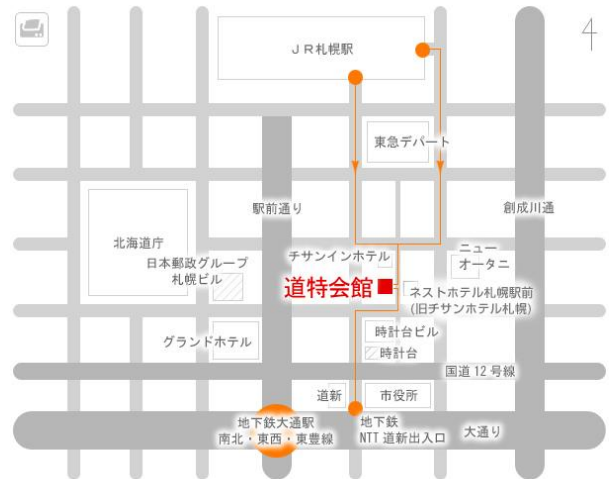 JR札幌駅
東急デパート
駅前通り
創成川通
北海道庁
日本郵政グループ
札幌ビル
チサンインホテル
ニュー
オータニ
道特会館
ネストホテル札幌駅前
(旧チサンホテル札幌)
グランドホテル
時計台ビル
時計台
国道12号線
道新
市役所
地下鉄大通駅
南北・東西・東豊線
地下鉄
NTT道新出入口
大通り